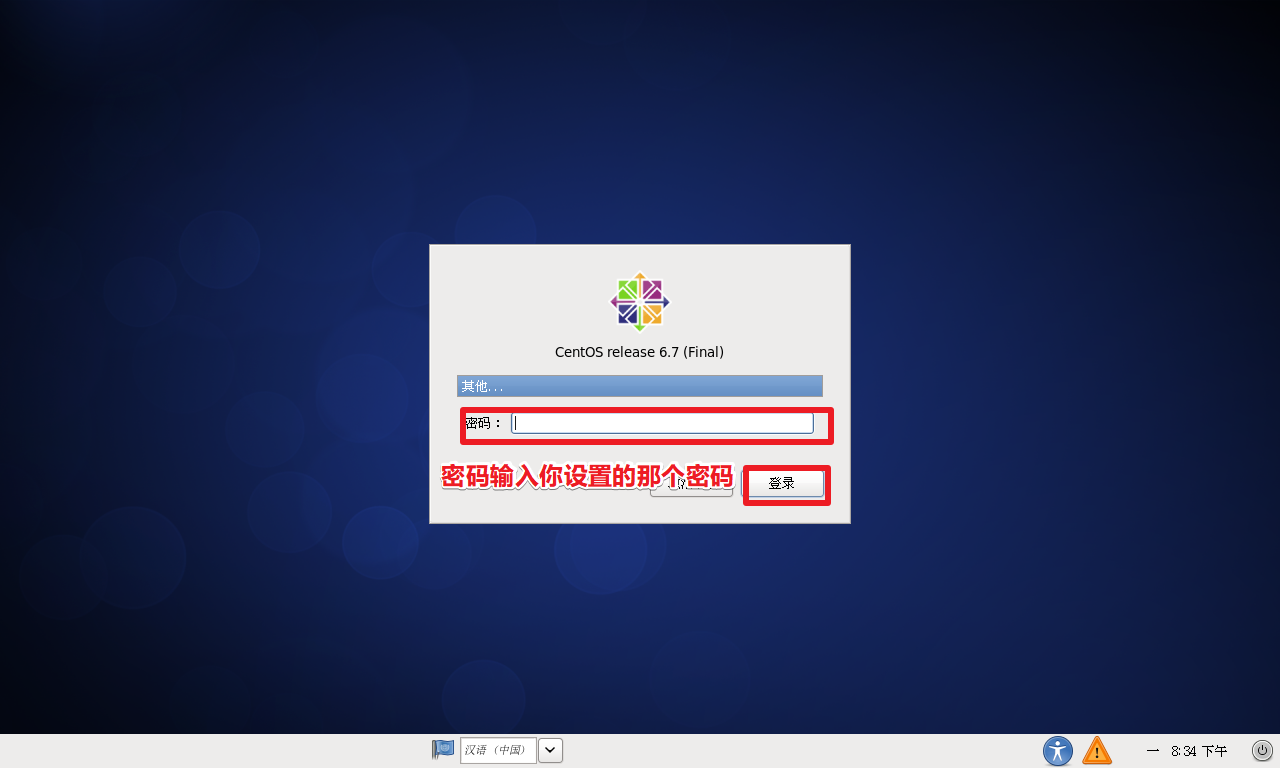 CentOS release 6.7 (Final)
其他...
密码：
密码输入你设置的那个密码
登录
汉语（中国）
一 8:34 下午